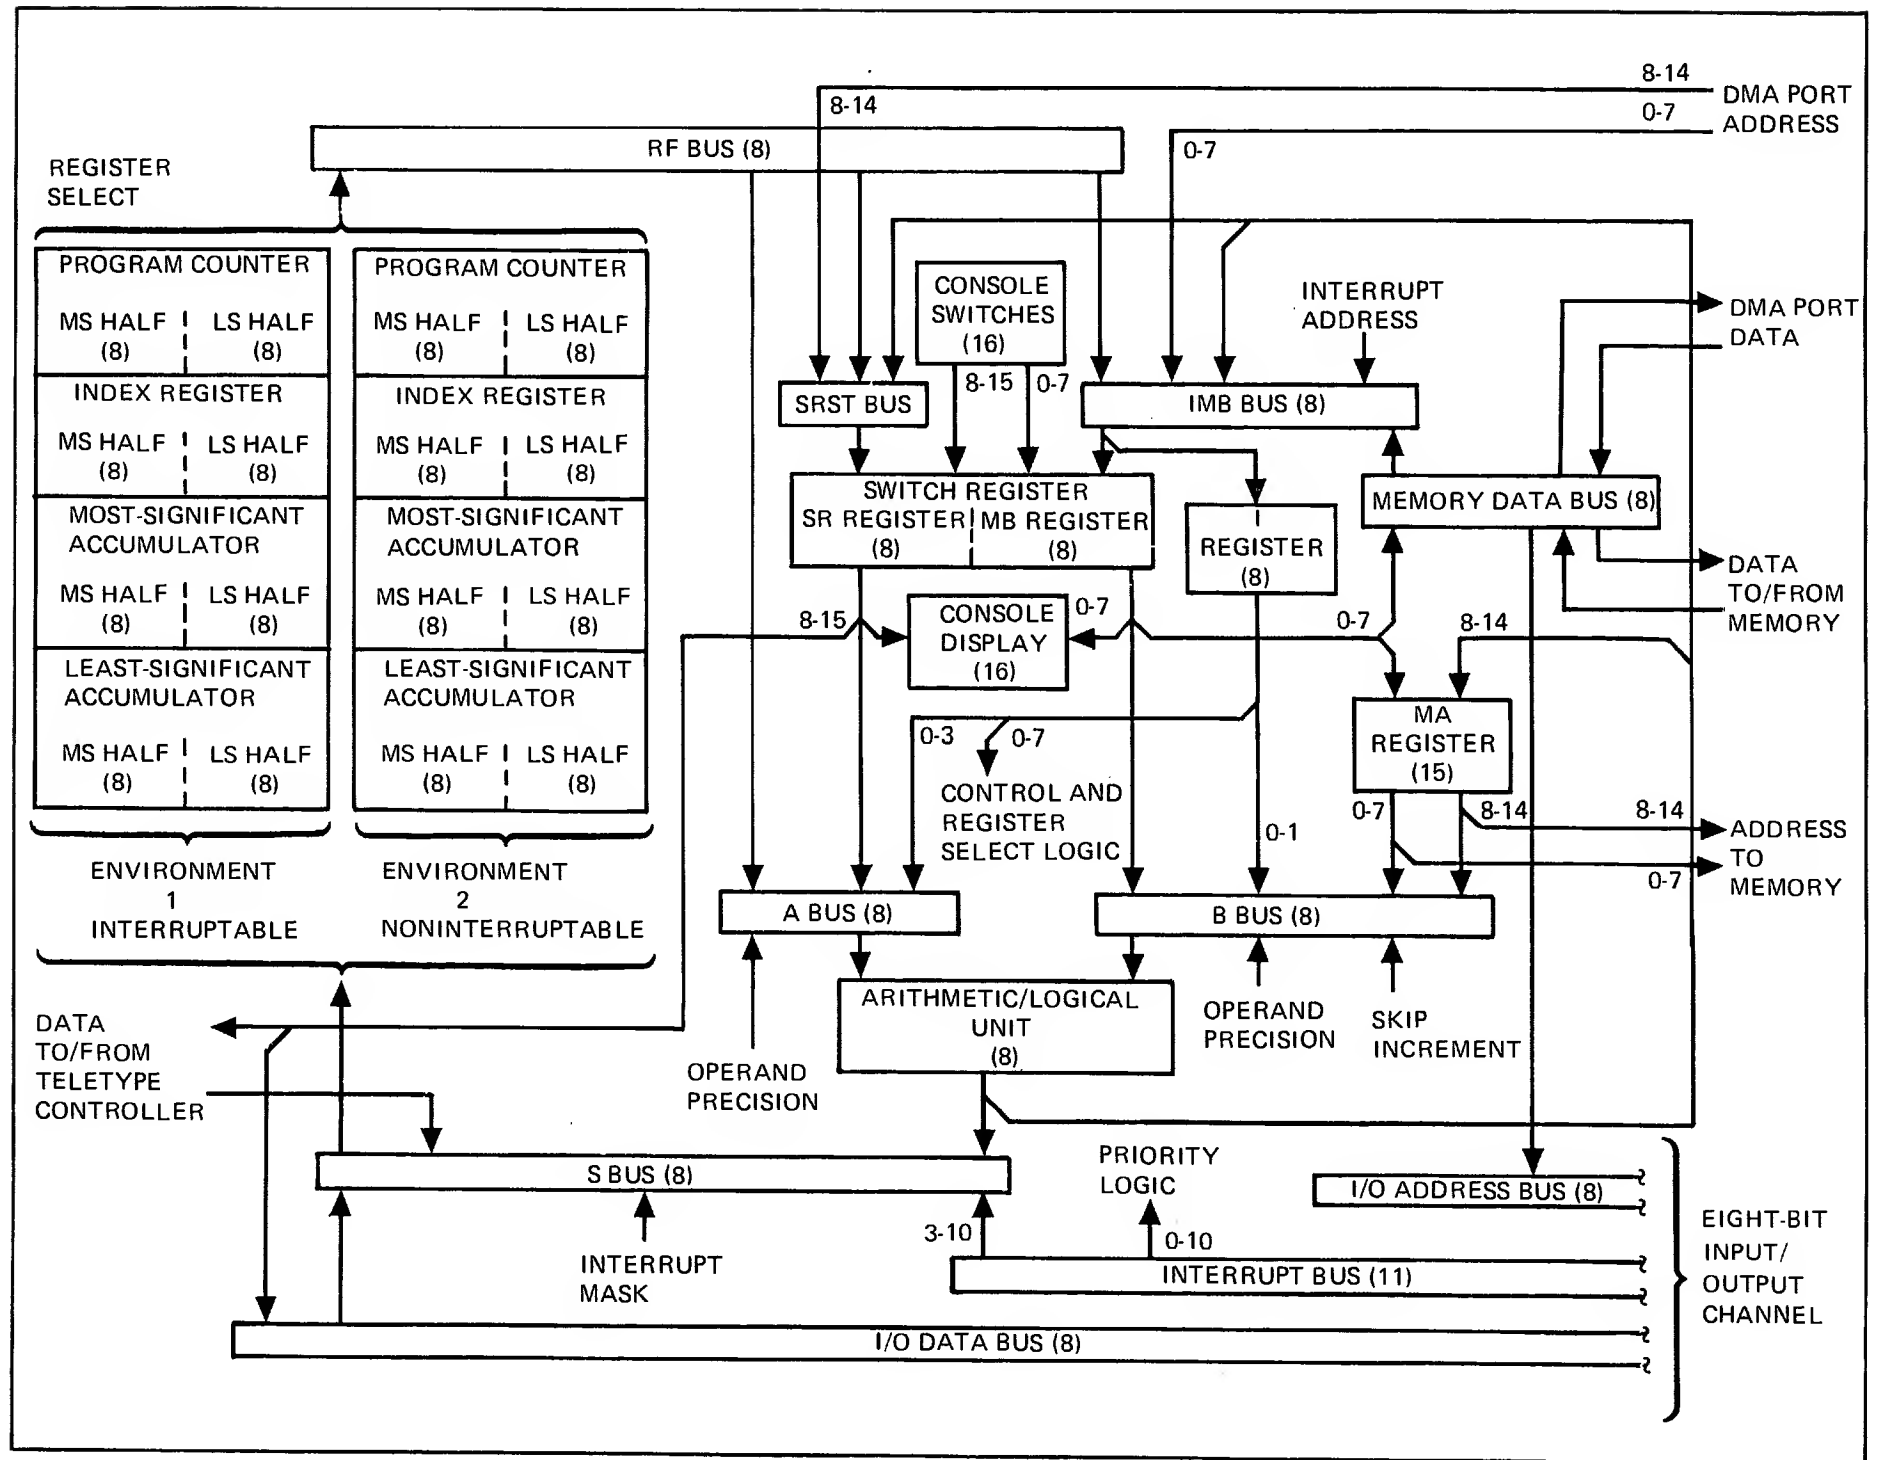 8-14
DMA PORT
ADDRESS
0-7
8-14
0-7
RF BUS (8)
REGISTER
SELECT
PROGRAM COUNTER
MS HALF
(8)
LS HALF
(8)
INDEX REGISTER
MS HALF
(8)
LS HALF
(8)
MOST-SIGNIFICANT
ACCUMULATOR
MS HALF
(8)
LS HALF
(8)
LEAST-SIGNIFICANT
ACCUMULATOR
MS HALF
(8)
LS HALF
(8)
ENVIRONMENT
1
INTERRUPTABLE
PROGRAM COUNTER
MS HALF
(8)
LS HALF
(8)
INDEX REGISTER
MS HALF
(8)
LS HALF
(8)
MOST-SIGNIFICANT
ACCUMULATOR
MS HALF
(8)
LS HALF
(8)
LEAST-SIGNIFICANT
ACCUMULATOR
MS HALF
(8)
LS HALF
(8)
ENVIRONMENT
2
NONINTERRUPTABLE
CONSOLE
SWITCHES
(16)
8-15
0-7
INTERRUPT
ADDRESS
DMA PORT
DATA
SRST BUS
IMB BUS (8)
SWITCH REGISTER
SR REGISTER
(8)
MB REGISTER
(8)
I
REGISTER
(8)
MEMORY DATA BUS (8)
DATA
TO/FROM
MEMORY
8-15
CONSOLE
DISPLAY
(16)
0-7
0-7
8-14
MA
REGISTER
(15)
0-3
0-7
CONTROL AND
REGISTER
SELECT LOGIC
0-1
0-7
8-14
8-14
0-7
ADDRESS
TO
MEMORY
A BUS (8)
B BUS (8)
OPERAND
PRECISION
ARITHMETIC/LOGICAL
UNIT
(8)
OPERAND
PRECISION
SKIP
INCREMENT
DATA
TO/FROM
TELETYPE
CONTROLLER
S BUS (8)
INTERRUPT
MASK
3-10
PRIORITY
LOGIC
0-10
I/O ADDRESS BUS (8)
INTERRUPT BUS (11)
I/O DATA BUS (8)
EIGHT-BIT
INPUT/
OUTPUT
CHANNEL